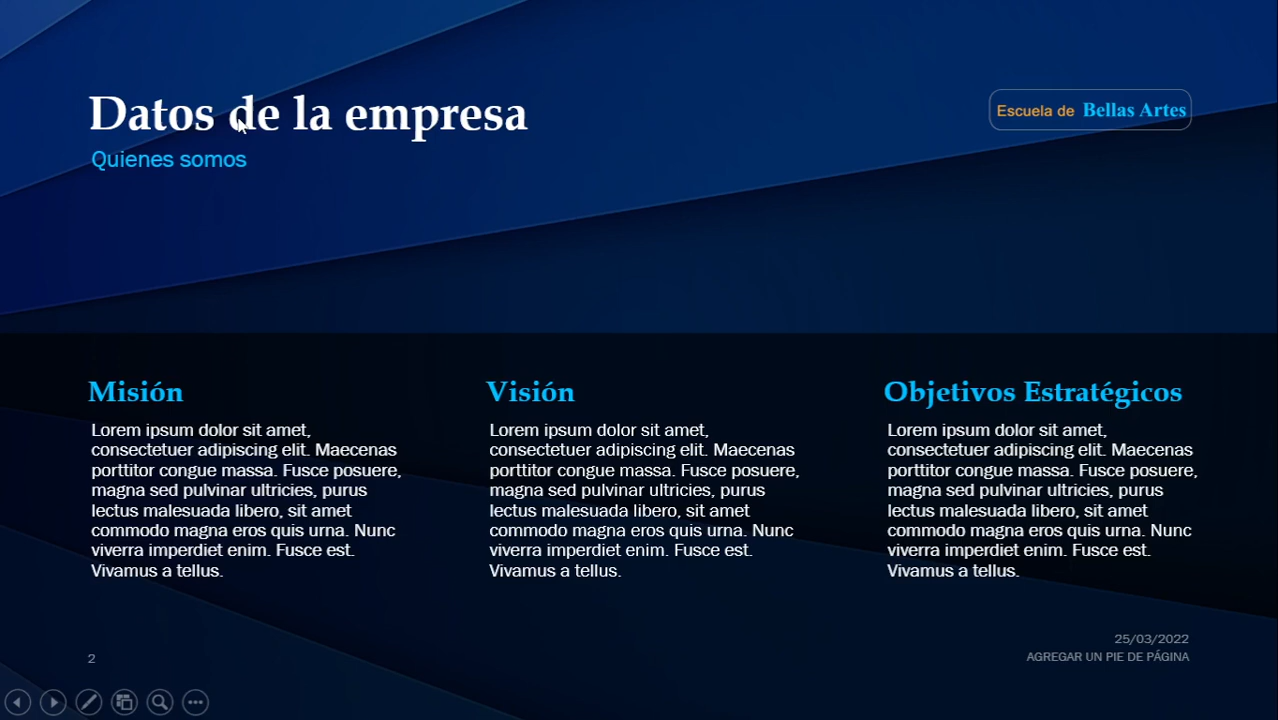 Datos de la empresa
Quienes somos
Escuela de Bellas Artes
Misión
Lorem ipsum dolor sit amet,
consectetuer adipiscing elit. Maecenas
porttitor congue massa. Fusce posuere,
magna sed pulvinar ultricies, purus
lectus malesuada libero, sit amet
commodo magna eros quis urna. Nunc
viverra imperdiet enim. Fusce est.
Vivamus a tellus.
Visión
Lorem ipsum dolor sit amet,
consectetuer adipiscing elit. Maecenas
porttitor congue massa. Fusce posuere,
magna sed pulvinar ultricies, purus
lectus malesuada libero, sit amet
commodo magna eros quis urna. Nunc
viverra imperdiet enim. Fusce est.
Vivamus a tellus.
Objetivos Estratégicos
Lorem ipsum dolor sit amet,
consectetuer adipiscing elit. Maecenas
porttitor congue massa. Fusce posuere,
magna sed pulvinar ultricies, purus
lectus malesuada libero, sit amet
commodo magna eros quis urna. Nunc
viverra imperdiet enim. Fusce est.
Vivamus a tellus.
2
25/03/2022
AGREGAR UN PIE DE PÁGINA